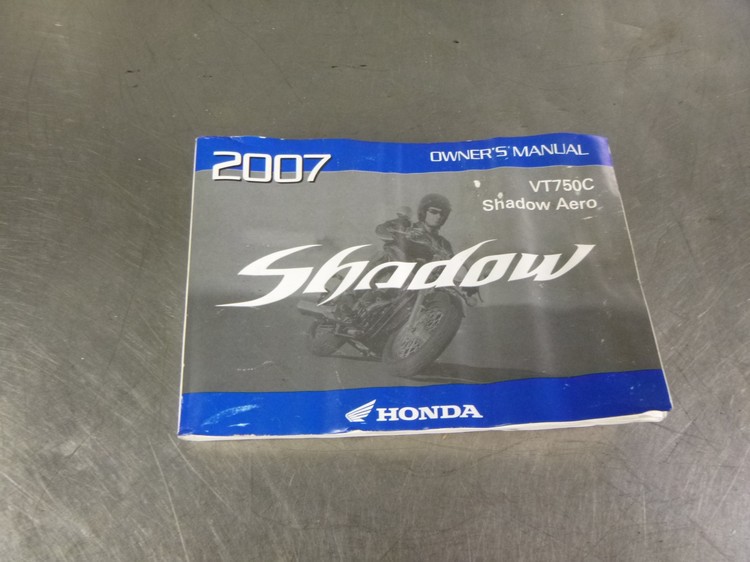 2007
OWNER'S MANUAL
VT750C
Shadow Aero
Shadow
HONDA